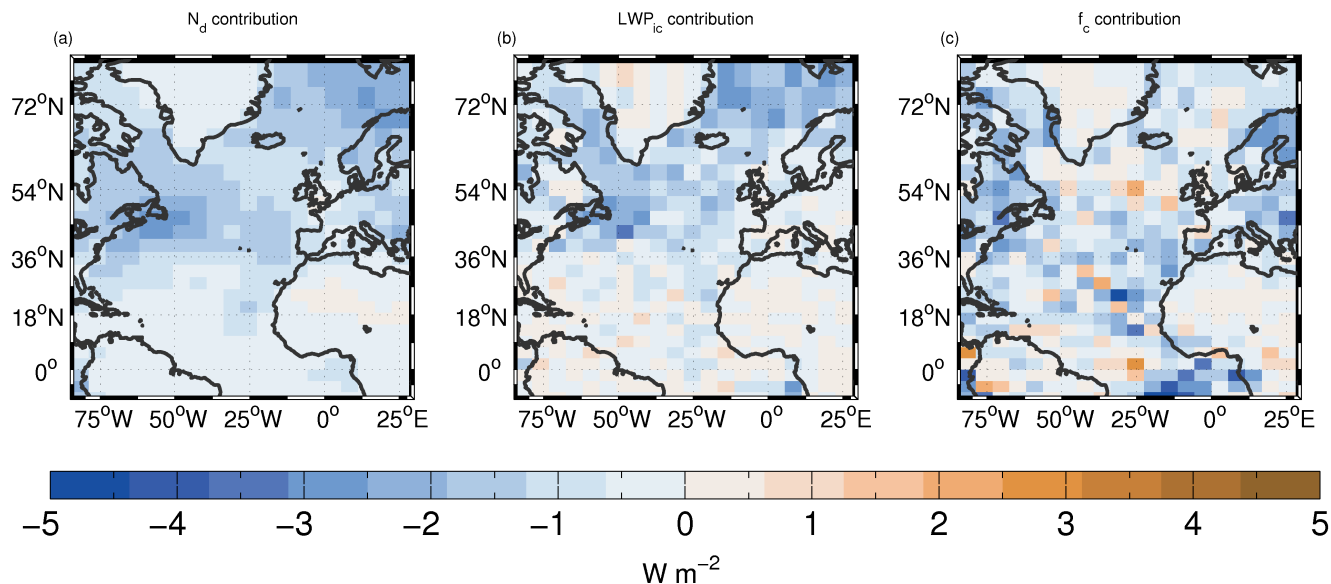 N_d contribution
LWP_ic contribution
f_c contribution
(a)
(b)
(c)
72°N
54°N
36°N
18°N
0°
72°N
54°N
36°N
18°N
0°
72°N
54°N
36°N
18°N
0°
75°W 50°W 25°W 0° 25°E
75°W 50°W 25°W 0° 25°E
75°W 50°W 25°W 0° 25°E
−5 −4 −3 −2 −1 0 1 2 3 4 5
W m⁻²